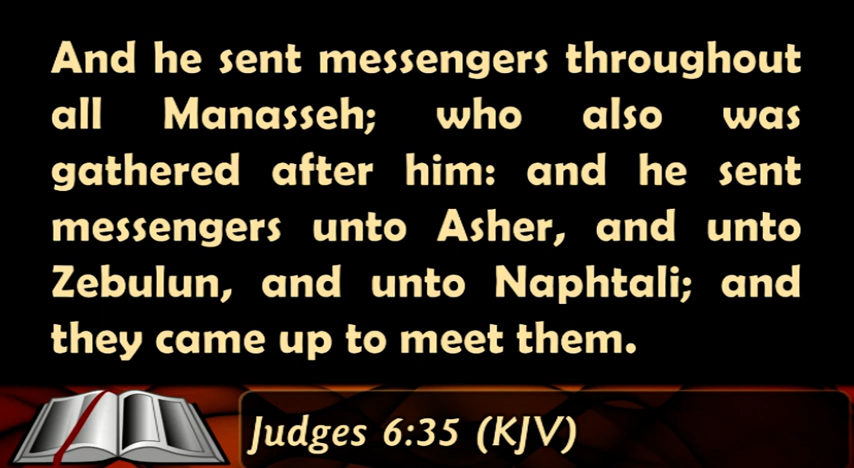 And he sent messengers throughout
all Manasseh; who also was
gathered after him: and he sent
messengers unto Asher, and unto
Zebulun, and unto Naphtali; and
they came up to meet them.
Judges 6:35 (KJV)